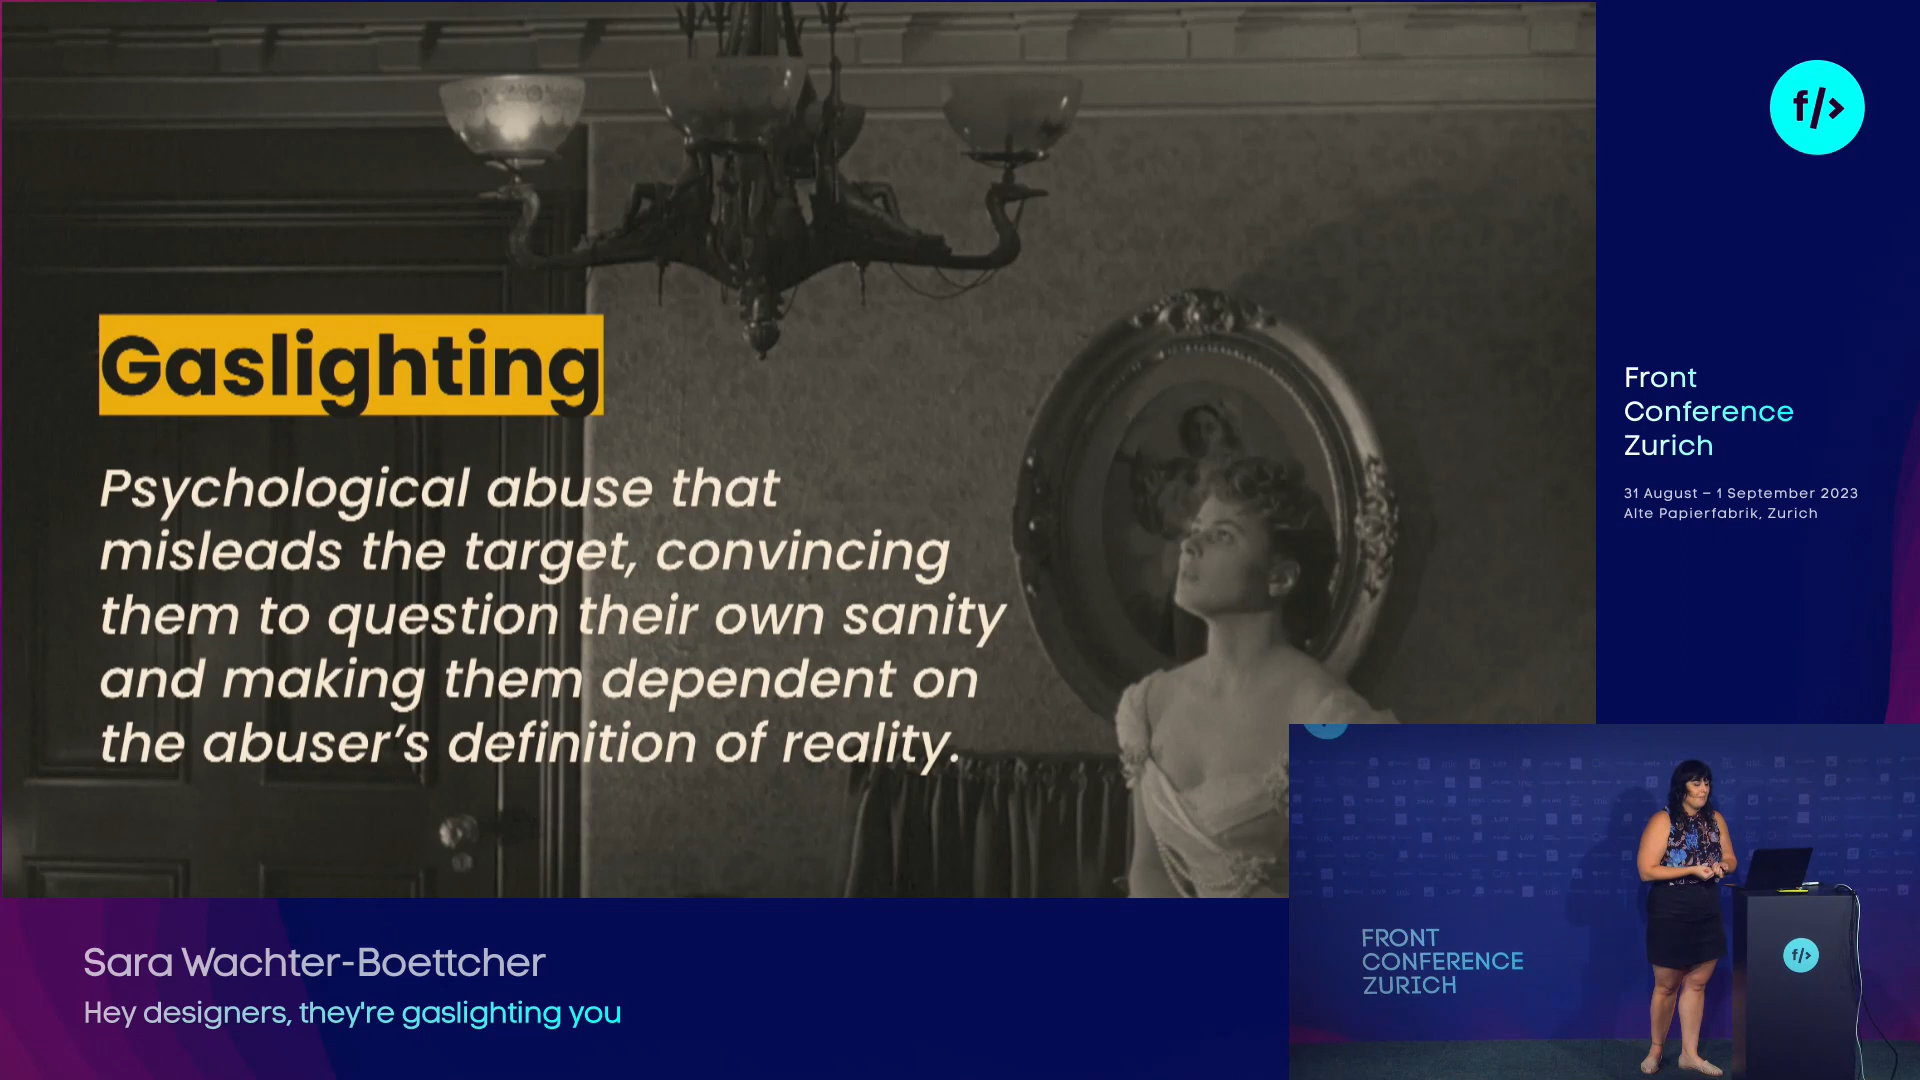 Gaslighting
Psychological abuse that
misleads the target, convincing
them to question their own sanity
and making them dependent on
the abuser’s definition of reality.
f/>
Front
Conference
Zurich
31 August – 1 September 2023
Alte Papierfabrik, Zurich
FRONT
CONFERENCE
ZURICH
f/>
Sara Wachter-Boettcher
Hey designers, they're gaslighting you